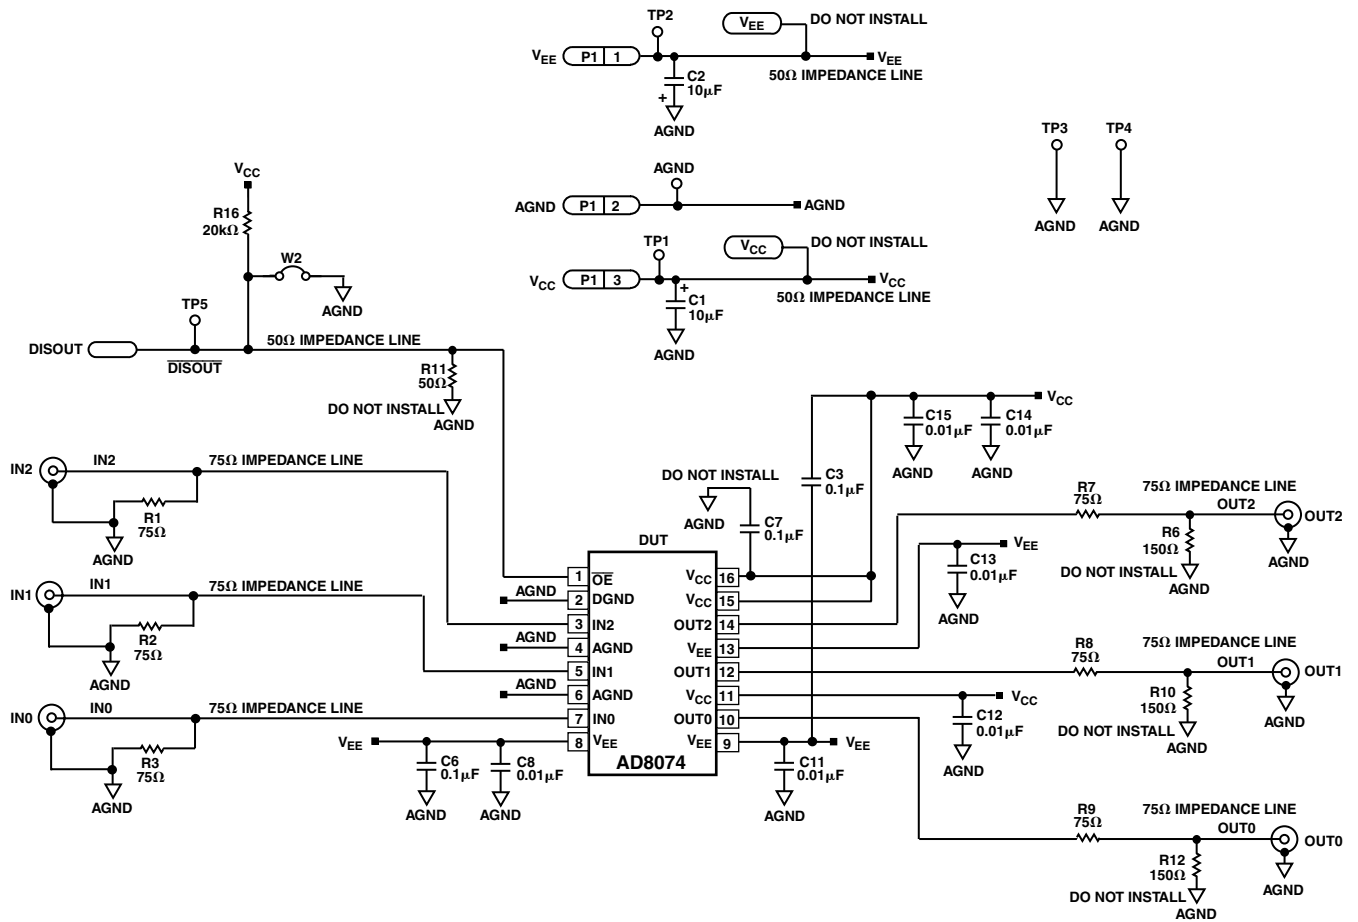 TP2
V_EE
DO NOT INSTALL
V_EE P1 1
V_EE
50Ω IMPEDANCE LINE
C2
10µF
+
AGND
TP3
AGND
TP4
AGND
AGND
AGND P1 2
AGND
TP1
V_CC
DO NOT INSTALL
V_CC P1 3
V_CC
50Ω IMPEDANCE LINE
+
C1
10µF
AGND
V_CC
R16
20kΩ
W2
AGND
TP5
DISOUT
DISOUT
50Ω IMPEDANCE LINE
R11
50Ω
DO NOT INSTALL
AGND
IN2
IN2
75Ω IMPEDANCE LINE
R1
75Ω
AGND
IN1
IN1
75Ω IMPEDANCE LINE
R2
75Ω
AGND
IN0
IN0
75Ω IMPEDANCE LINE
R3
75Ω
AGND
V_EE
C6
0.1µF
AGND
C8
0.01µF
AGND
AGND
AGND
AGND
DUT
1 OE
2 DGND
3 IN2
4 AGND
5 IN1
6 AGND
7 IN0
8 V_EE
V_CC 16
V_CC 15
OUT2 14
V_EE 13
OUT1 12
V_CC 11
OUT0 10
V_EE 9
AD8074
DO NOT INSTALL
AGND
C7
0.1µF
C3
0.1µF
C15
0.01µF
AGND
C14
0.01µF
AGND
V_CC
V_EE
C13
0.01µF
AGND
V_CC
C12
0.01µF
AGND
V_EE
C11
0.01µF
AGND
R7
75Ω
75Ω IMPEDANCE LINE
OUT2
OUT2
R6
150Ω
DO NOT INSTALL
AGND
AGND
R8
75Ω
75Ω IMPEDANCE LINE
OUT1
OUT1
R10
150Ω
DO NOT INSTALL
AGND
AGND
R9
75Ω
75Ω IMPEDANCE LINE
OUT0
OUT0
R12
150Ω
DO NOT INSTALL
AGND
AGND